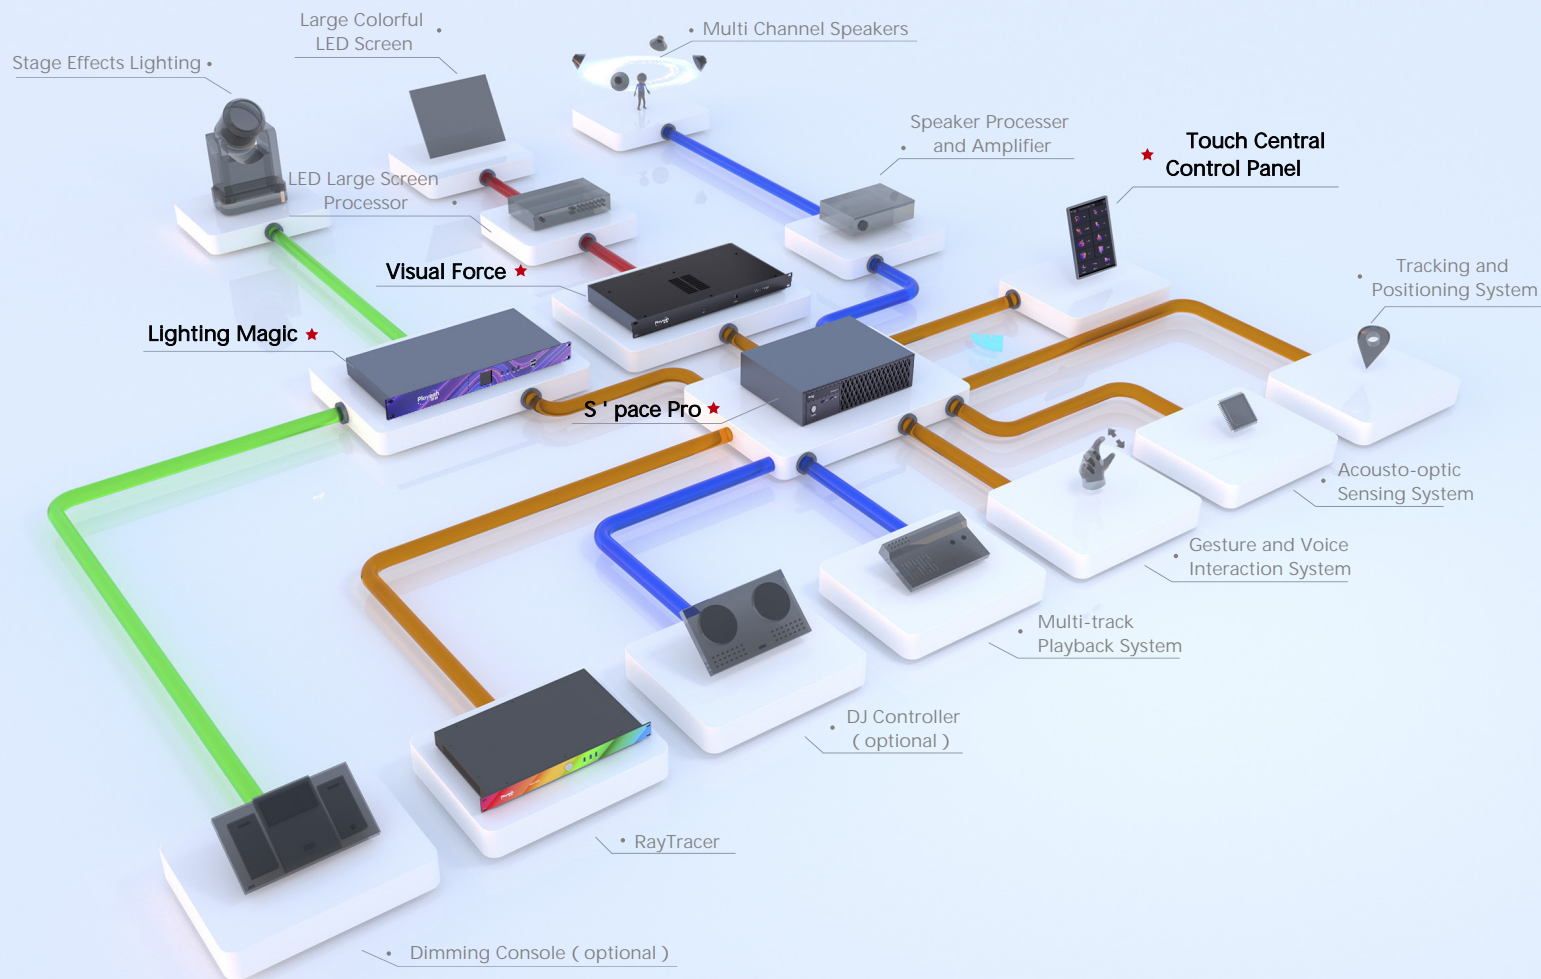 Large Colorful
LED Screen
Multi Channel Speakers
Stage Effects Lighting
Speaker Processer
and Amplifier
Touch Central
Control Panel
LED Large Screen
Processor
Visual Force
Tracking and
Positioning System
Lighting Magic
S ' pace Pro
Acousto-optic
Sensing System
Gesture and Voice
Interaction System
Multi-track
Playback System
DJ Controller
( optional )
RayTracer
Dimming Console ( optional )